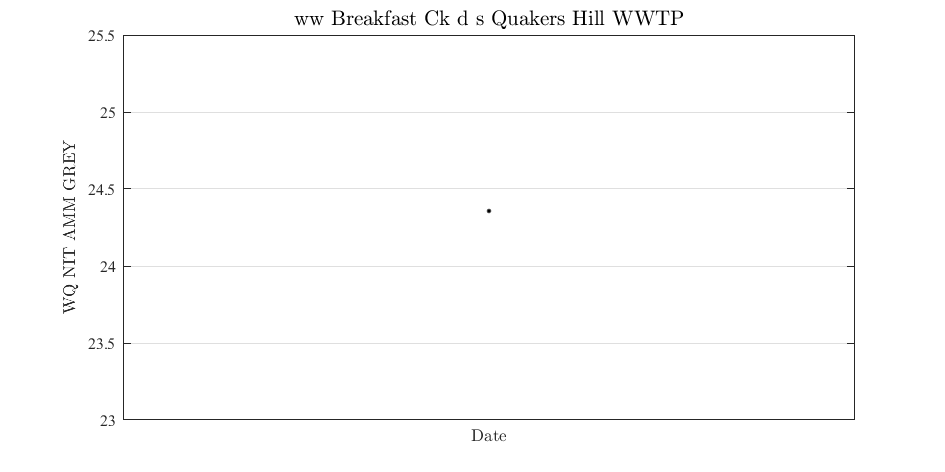 ww Breakfast Ck d s Quakers Hill WWTP
25.5
25
24.5
24
23.5
23
WQ NIT AMM GREY
Date